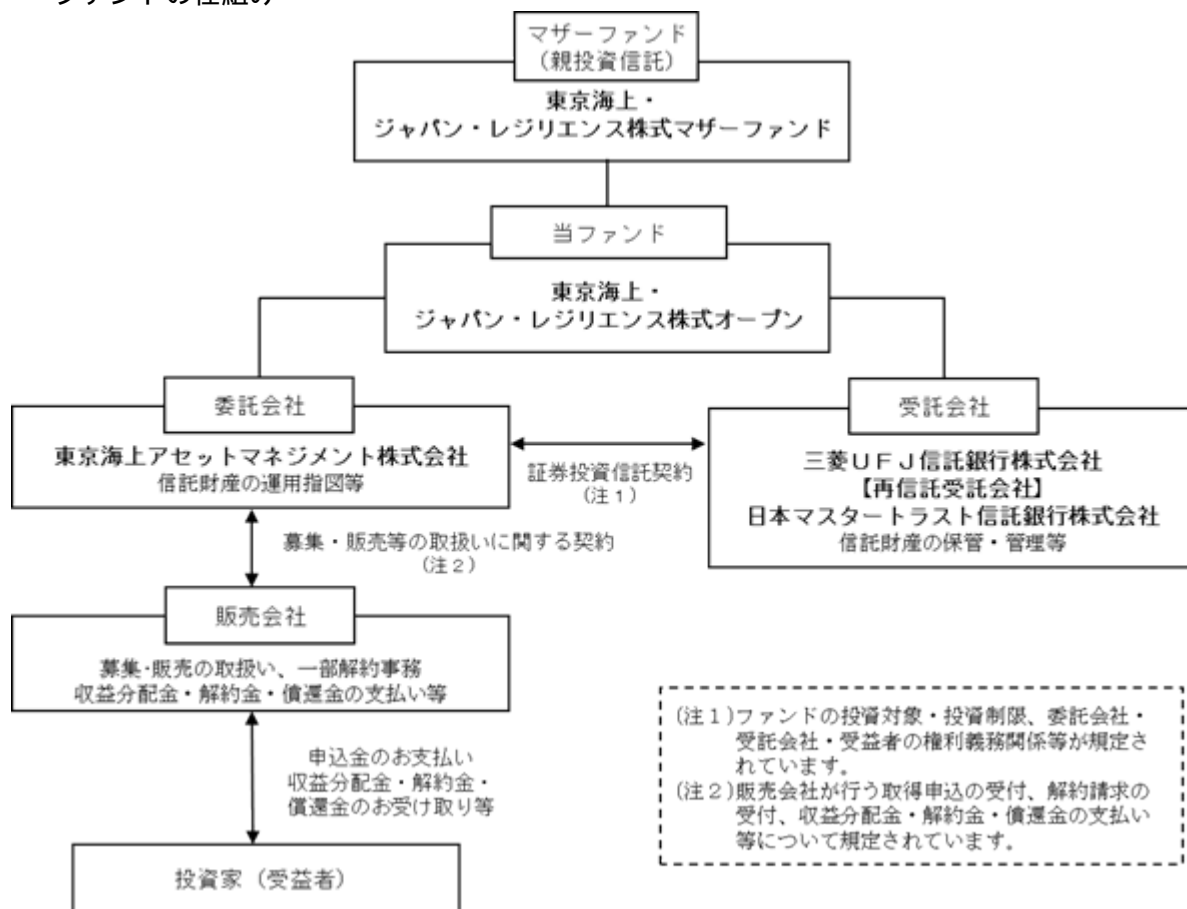 ファンドの仕組み
マザーファンド
（親投資信託）
東京海上・
ジャパン・レジリエンス株式マザーファンド
当ファンド
東京海上・
ジャパン・レジリエンス株式オープン
委託会社
東京海上アセットマネジメント株式会社
信託財産の運用指図等
証券投資信託契約
（注１）
受託会社
三菱ＵＦＪ信託銀行株式会社
【再信託受託会社】
日本マスタートラスト信託銀行株式会社
信託財産の保管・管理等
募集・販売等の取扱いに関する契約
（注２）
販売会社
募集・販売の取扱い、一部解約事務
収益分配金・解約金・償還金の支払い等
申込金のお支払い
収益分配金・解約金・
償還金のお受け取り等
投資家（受益者）
(注１)ファンドの投資対象・投資制限、委託会社・
受託会社・受益者の権利義務関係等が規定さ
れています。
(注２)販売会社が行う取得申込の受付、解約請求の
受付、収益分配金・解約金・償還金の支払い
等について規定されています。